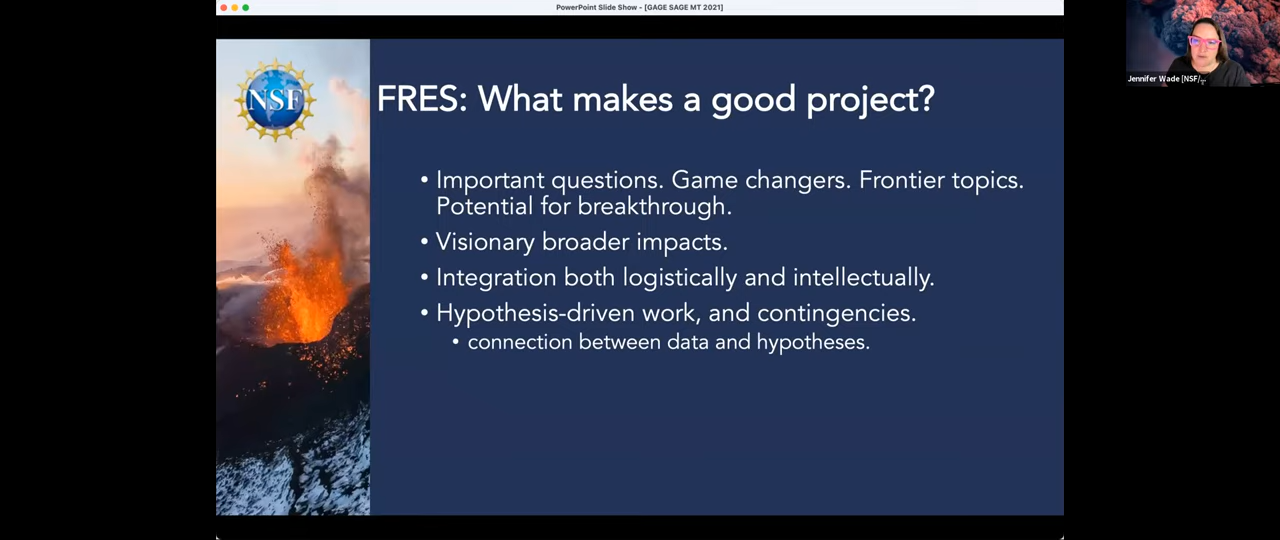 PowerPoint Slide Show - [GAGE SAGE MT 2021]
NSF
FRES: What makes a good project?
• Important questions. Game changers. Frontier topics.
Potential for breakthrough.
• Visionary broader impacts.
• Integration both logistically and intellectually.
• Hypothesis-driven work, and contingencies.
• connection between data and hypotheses.
Jennifer Wade [NSF/...